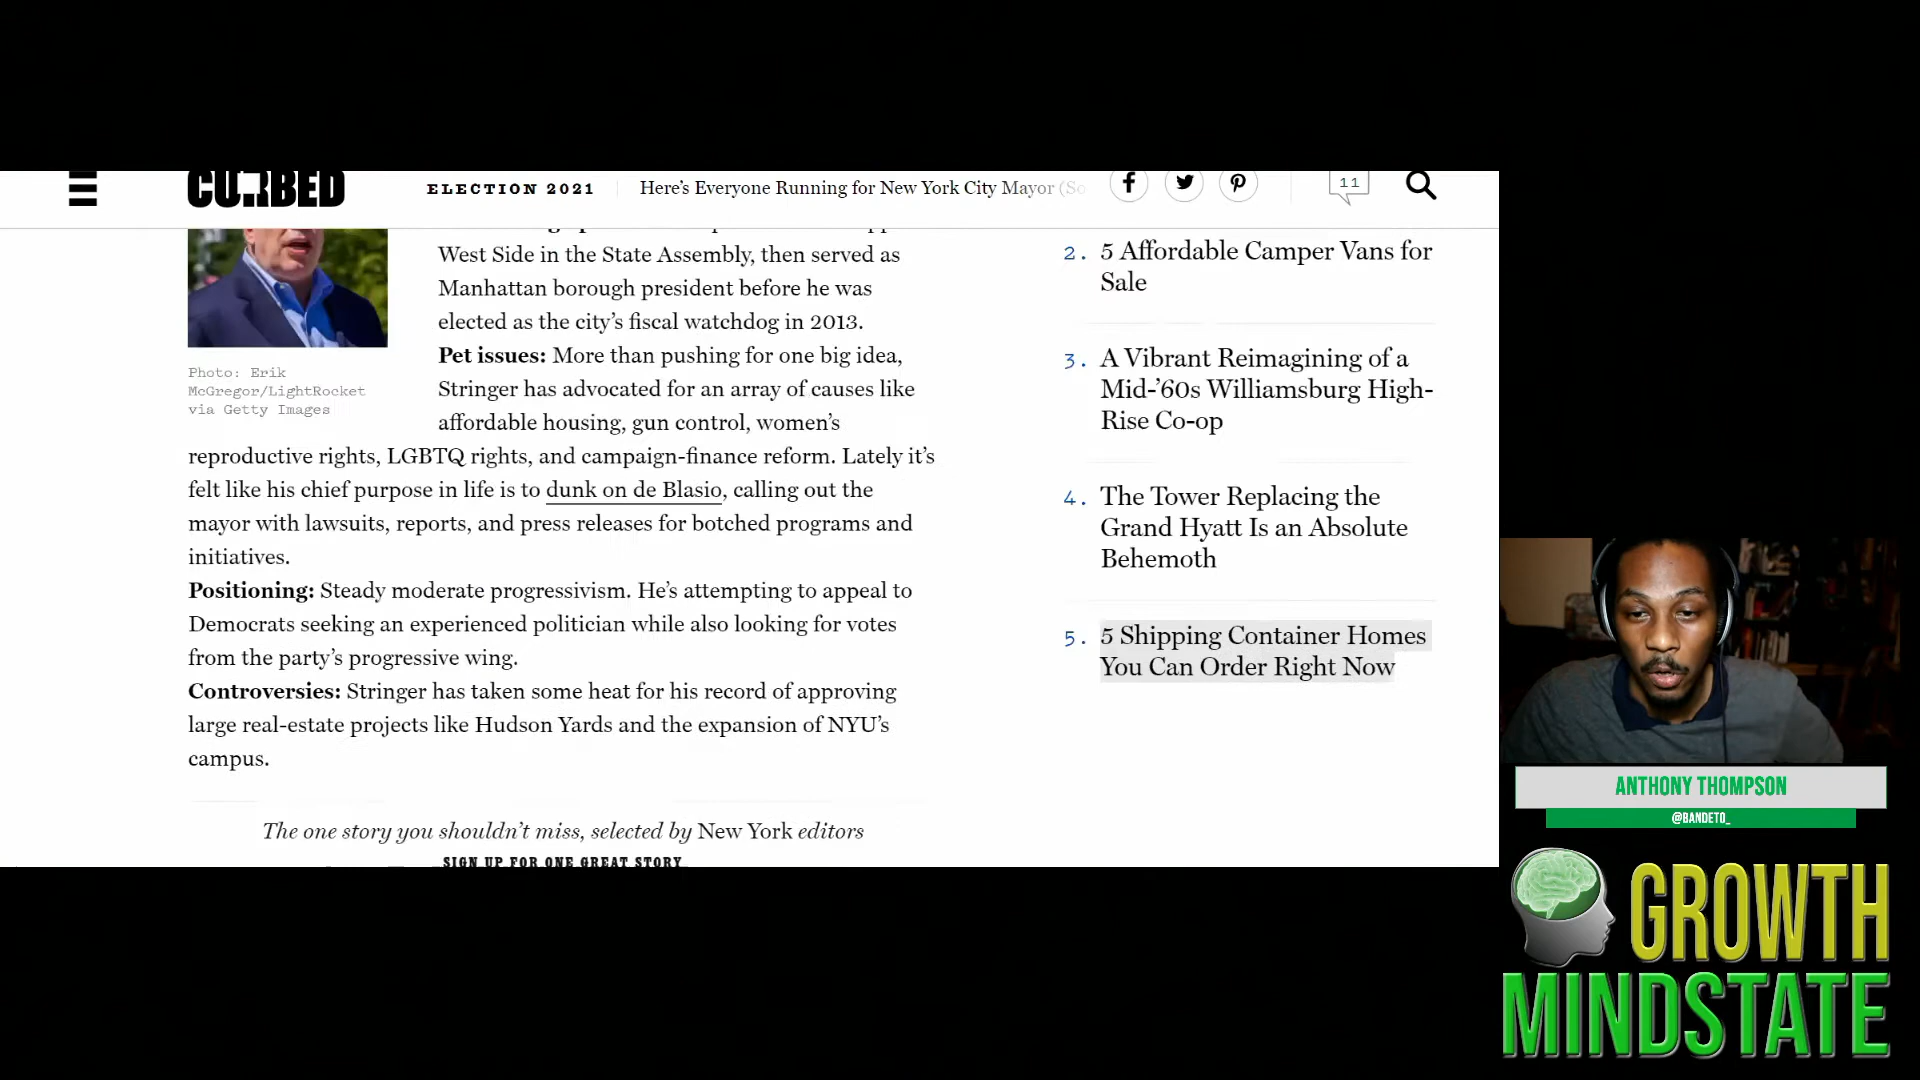 CURBED
ELECTION 2021
Here's Everyone Running for New York City Mayor (So
11
West Side in the State Assembly, then served as
Manhattan borough president before he was
elected as the city's fiscal watchdog in 2013.
Pet issues: More than pushing for one big idea,
Stringer has advocated for an array of causes like
affordable housing, gun control, women's
reproductive rights, LGBTQ rights, and campaign-finance reform. Lately it's
felt like his chief purpose in life is to dunk on de Blasio, calling out the
mayor with lawsuits, reports, and press releases for botched programs and
initiatives.
Positioning: Steady moderate progressivism. He's attempting to appeal to
Democrats seeking an experienced politician while also looking for votes
from the party's progressive wing.
Controversies: Stringer has taken some heat for his record of approving
large real-estate projects like Hudson Yards and the expansion of NYU's
campus.
Photo: Erik
McGregor/LightRocket
via Getty Images
The one story you shouldn't miss, selected by New York editors
SIGN UP FOR ONE GREAT STORY
2. 5 Affordable Camper Vans for
Sale
3. A Vibrant Reimagining of a
Mid-'60s Williamsburg High-
Rise Co-op
4. The Tower Replacing the
Grand Hyatt Is an Absolute
Behemoth
5. 5 Shipping Container Homes
You Can Order Right Now
ANTHONY THOMPSON
@BANDETO_
GROWTH
MINDSTATE